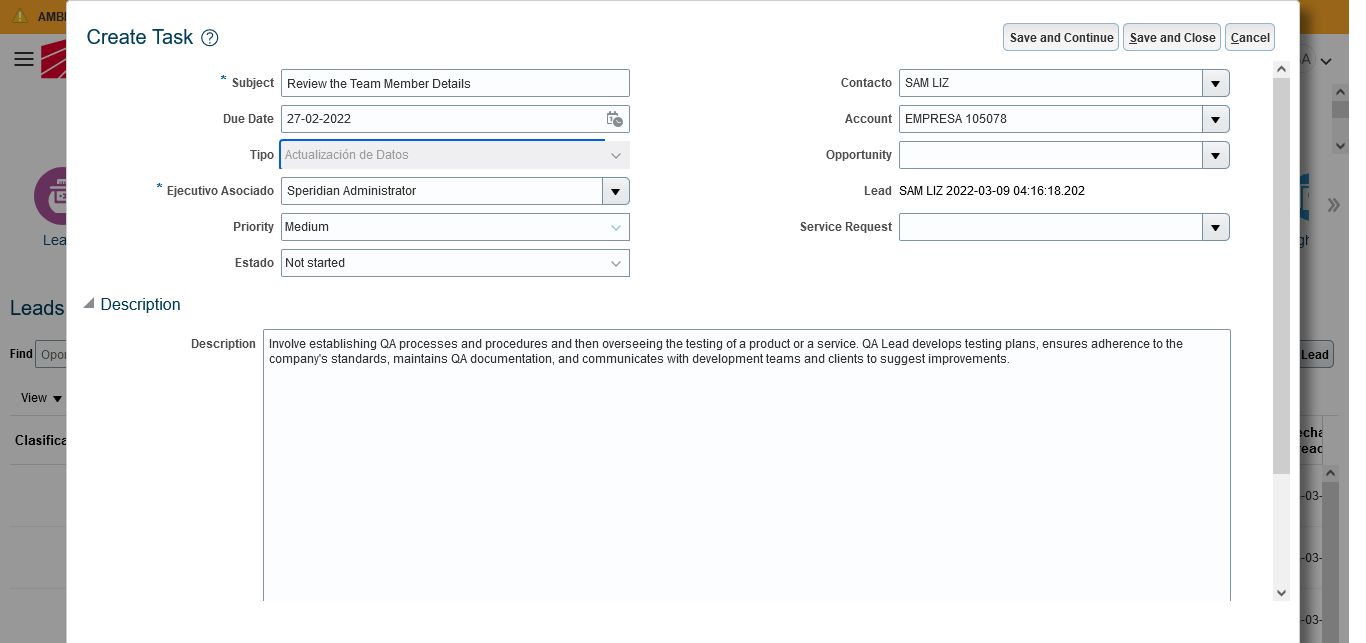 AMB
Create Task
Save and Continue
Save and Close
Cancel
A
* Subject
Review the Team Member Details
Contacto
SAM LIZ
Due Date
27-02-2022
Account
EMPRESA 105078
Tipo
Actualización de Datos
Opportunity
* Ejecutivo Asociado
Speridian Administrator
Lead
SAM LIZ 2022-03-09 04:16:18.202
Priority
Medium
Service Request
Lea
gh
Estado
Not started
Description
Leads
Description
Involve establishing QA processes and procedures and then overseeing the testing of a product or a service. QA Lead develops testing plans, ensures adherence to the
company's standards, maintains QA documentation, and communicates with development teams and clients to suggest improvements.
Find
Opor
Lead
View
Clasifica
echa
reac
-03-
-03-
-03-